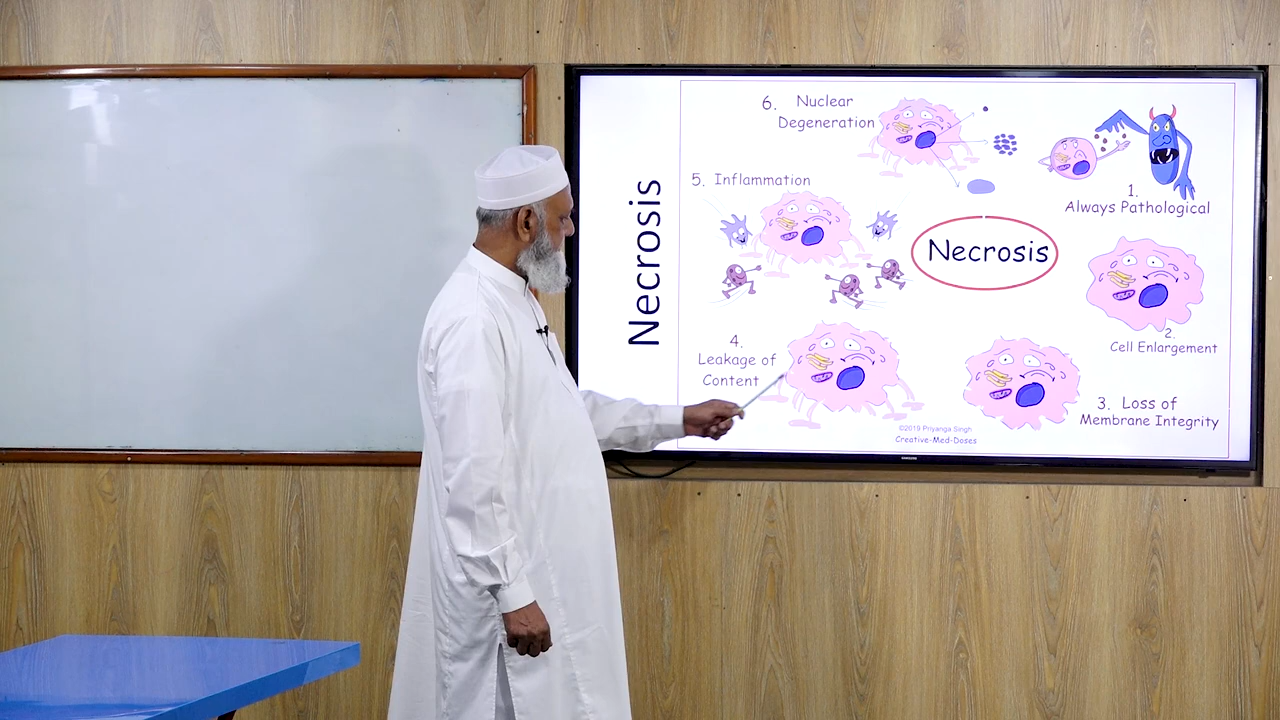 Necrosis
6. Nuclear
Degeneration
5. Inflammation
1.
Always Pathological
Necrosis
2.
Cell Enlargement
4.
Leakage of
Content
3. Loss of
Membrane Integrity
©2019 Priyanga Singh
Creative-Med-Doses
SAMSUNG